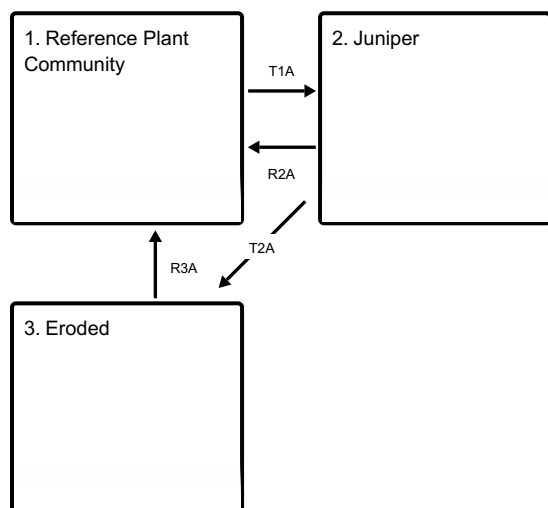 1. Reference Plant
Community
T1A
2. Juniper
R2A
T2A
R3A
3. Eroded